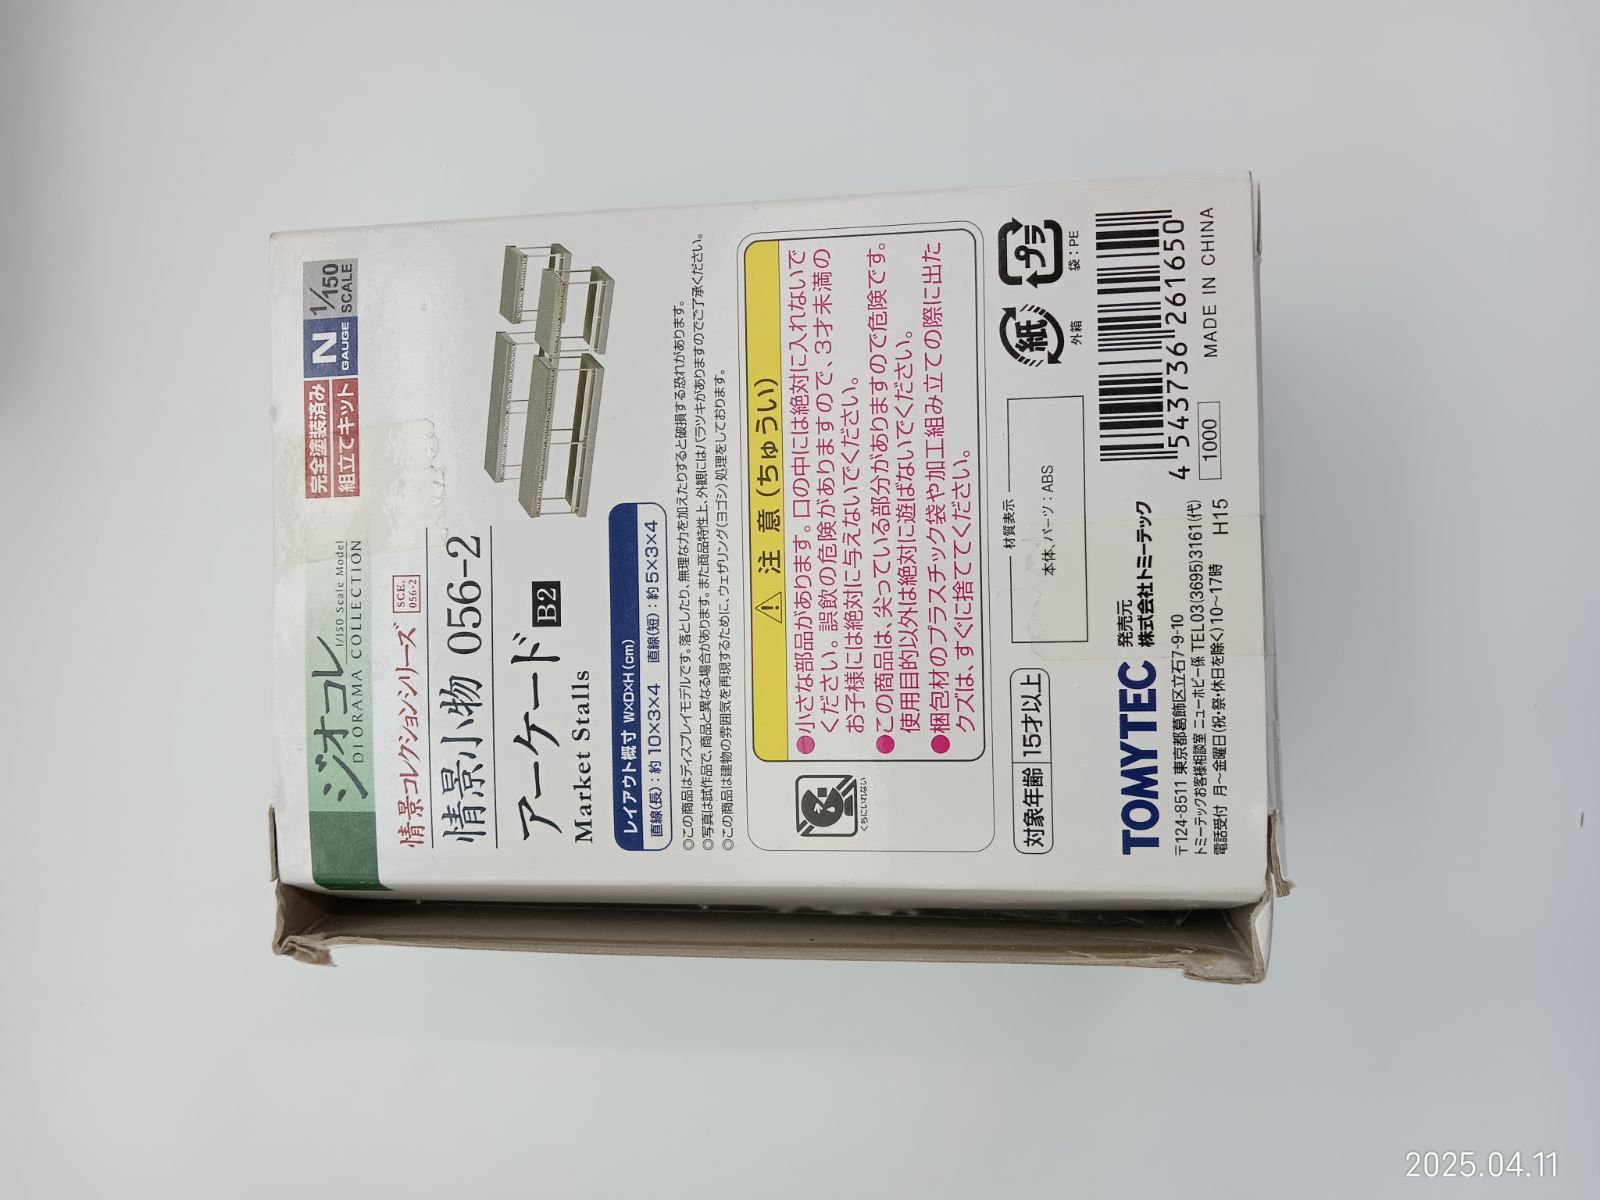 ジオコレ
1/150 Scale Model
DIORAMA COLLECTION
完全塗装済み
組立てキット
N
GAUGE
1/150
SCALE
情景コレクションシリーズ
SCE.
056-2
情景小物 056-2
アーケード B2
Market Stalls
レイアウト概寸 W×D×H(cm)
直線(長):約 10×3×4 直線(短):約 5×3×4
○この商品はディスプレイモデルです。落としたり、無理な力を加えたりすると破損する恐れがあります。
○写真は試作品で、商品と異なる場合があります。また商品特性上、外観にはバラツキがありますのでご了承ください。
○この商品は建物の雰囲気を再現するために、ウェザリング(ヨゴシ)処理をしております。
⚠ 注 意 (ちゅうい)
●小さな部品があります。口の中には絶対に入れないで
ください。誤飲の危険がありますので、3才未満の
お子様には絶対に与えないでください。
●この商品は、尖っている部分がありますので危険です。
使用目的以外は絶対に遊ばないでください。
●梱包材のプラスチック袋や加工組み立ての際に出た
クズは、すぐに捨ててください。
くちにいれない
対象年齢 15才以上
材質表示
本体、パーツ:ABS
紙
外箱
プラ
袋:PE
TOMYTEC
発売元
株式会社トミーテック
〒124-8511 東京都葛飾区立石7-9-10
トミーテックお客様相談室 ニューホビー係 TEL03(3695)3161(代)
電話受付 月~金曜日(祝・祭・休日を除く)10~17時
H15
4 543736 261650
1000
MADE IN CHINA
2025.04.11